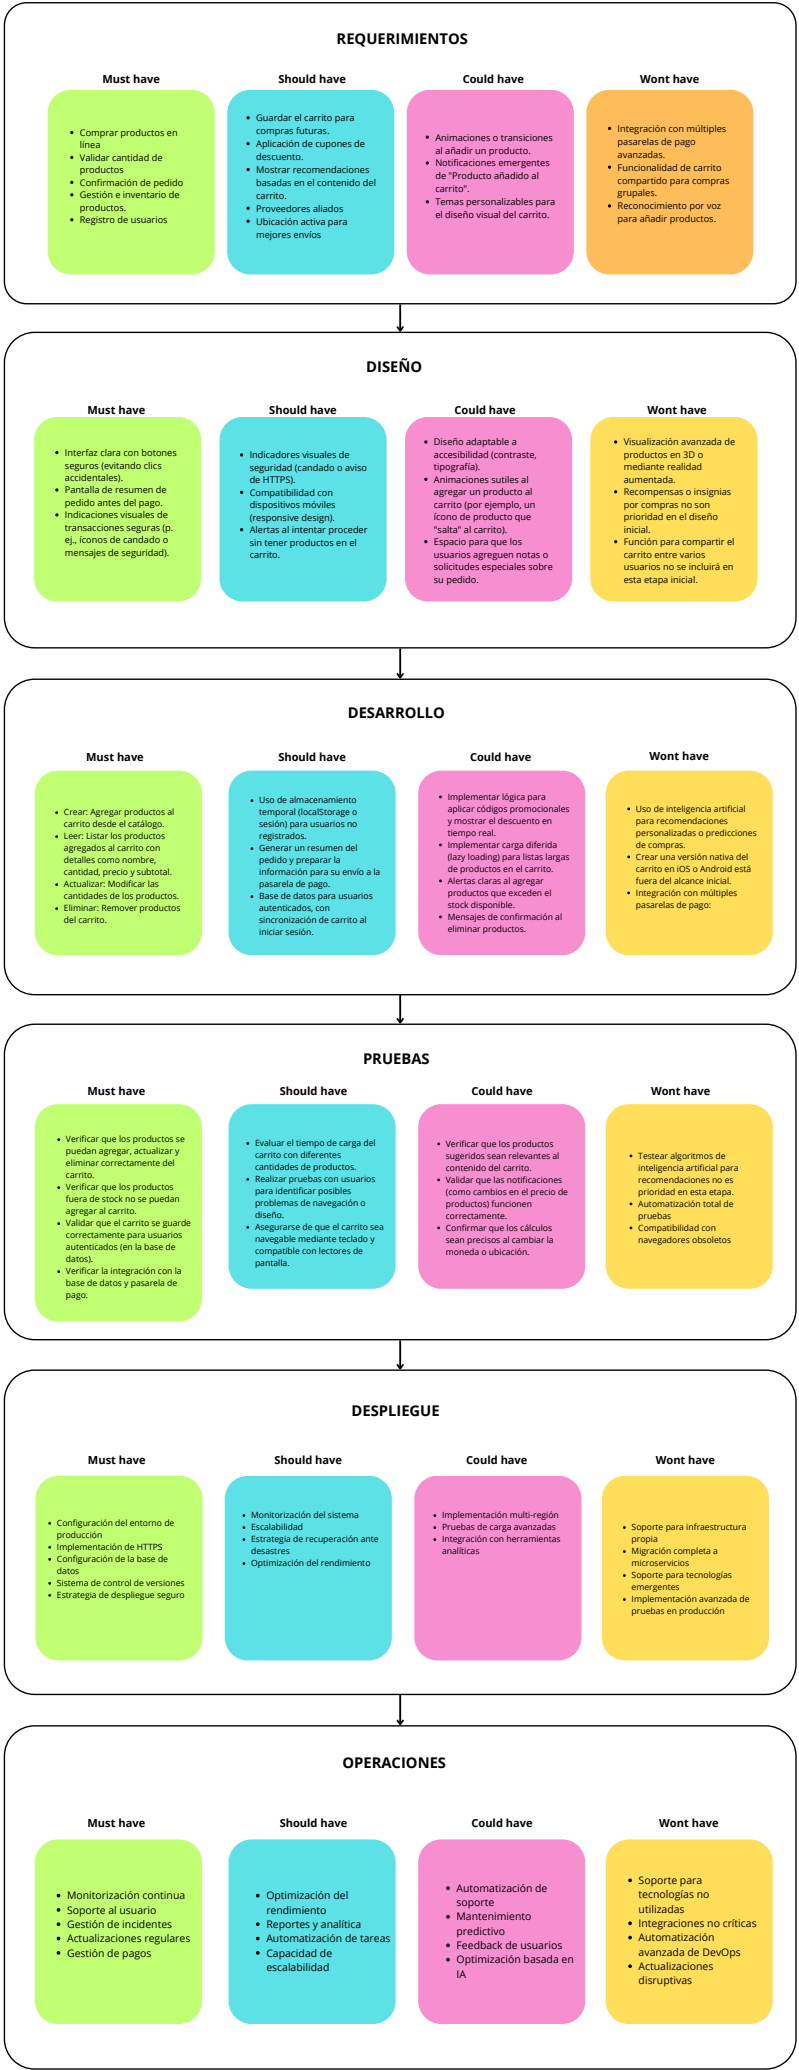 REQUERIMIENTOS
Must have
• Comprar productos en
línea
• Validar cantidad de
productos
• Confirmación de pedido
• Gestión e inventario de
productos.
• Registro de usuarios
Should have
• Guardar el carrito para
compras futuras.
• Aplicación de cupones de
descuento.
• Mostrar recomendaciones
basadas en el contenido del
carrito.
• Proveedores aliados
• Ubicación activa para
mejores envíos
Could have
• Animaciones o transiciones
al añadir un producto.
• Notificaciones emergentes
de "Producto añadido al
carrito".
• Temas personalizables para
el diseño visual del carrito.
Wont have
• Integración con múltiples
pasarelas de pago
avanzadas.
• Funcionalidad de carrito
compartido para compras
grupales.
• Reconocimiento por voz
para añadir productos.
DISEÑO
Must have
• Interfaz clara con botones
seguros (evitando clics
accidentales).
• Pantalla de resumen de
pedido antes del pago.
• Indicaciones visuales de
transacciones seguras (p.
ej., íconos de candado o
mensajes de seguridad).
Should have
• Indicadores visuales de
seguridad (candado o aviso
de HTTPS).
• Compatibilidad con
dispositivos móviles
(responsive design).
• Alertas al intentar proceder
sin tener productos en el
carrito.
Could have
• Diseño adaptable a
accesibilidad (contraste,
tipografía).
• Animaciones sutiles al
agregar un producto al
carrito (por ejemplo, un
ícono de producto que
"salta" al carrito).
• Espacio para que los
usuarios agreguen notas o
solicitudes especiales sobre
su pedido.
Wont have
• Visualización avanzada de
productos en 3D o
mediante realidad
aumentada.
• Recompensas o insignias
por compras no son
prioridad en el diseño
inicial.
• Función para compartir el
carrito entre varios
usuarios no se incluirá en
esta etapa inicial.
DESARROLLO
Must have
• Crear: Agregar productos al
carrito desde el catálogo.
• Leer: Listar los productos
agregados al carrito con
detalles como nombre,
cantidad, precio y subtotal.
• Actualizar: Modificar las
cantidades de los productos.
• Eliminar: Remover productos
del carrito.
Should have
• Uso de almacenamiento
temporal (localStorage o
sesión) para usuarios no
registrados.
• Generar un resumen del
pedido y preparar la
información para su envío a la
pasarela de pago.
• Base de datos para usuarios
autenticados, con
sincronización de carrito al
iniciar sesión.
Could have
• Implementar lógica para
aplicar códigos promocionales
y mostrar el descuento en
tiempo real.
• Implementar carga diferida
(lazy loading) para listas largas
de productos en el carrito.
• Alertas claras al agregar
productos que exceden el
stock disponible.
• Mensajes de confirmación al
eliminar productos.
Wont have
• Uso de inteligencia artificial
para recomendaciones
personalizadas o predicciones
de compras.
• Crear una versión nativa del
carrito en iOS o Android está
fuera del alcance inicial.
• Integración con múltiples
pasarelas de pago:
PRUEBAS
Must have
• Verificar que los productos se
puedan agregar, actualizar y
eliminar correctamente del
carrito.
• Verificar que los productos
fuera de stock no se puedan
agregar al carrito.
• Validar que el carrito se guarde
correctamente para usuarios
autenticados (en la base de
datos).
• Verificar la integración con la
base de datos y pasarela de
pago.
Should have
• Evaluar el tiempo de carga del
carrito con diferentes
cantidades de productos.
• Realizar pruebas con usuarios
para identificar posibles
problemas de navegación o
diseño.
• Asegurarse de que el carrito sea
navegable mediante teclado y
compatible con lectores de
pantalla.
Could have
• Verificar que los productos
sugeridos sean relevantes al
contenido del carrito.
• Validar que las notificaciones
(como cambios en el precio de
productos) funcionen
correctamente.
• Confirmar que los cálculos
sean precisos al cambiar la
moneda o ubicación.
Wont have
• Testear algoritmos de
inteligencia artificial para
recomendaciones no es
prioridad en esta etapa.
• Automatización total de
pruebas
• Compatibilidad con
navegadores obsoletos
DESPLIEGUE
Must have
• Configuración del entorno de
producción
• Implementación de HTTPS
• Configuración de la base de
datos
• Sistema de control de versiones
• Estrategia de despliegue seguro
Should have
• Monitorización del sistema
• Escalabilidad
• Estrategia de recuperación ante
desastres
• Optimización del rendimiento
Could have
• Implementación multi-región
• Pruebas de carga avanzadas
• Integración con herramientas
analíticas
Wont have
• Soporte para infraestructura
propia
• Migración completa a
microservicios
• Soporte para tecnologías
emergentes
• Implementación avanzada de
pruebas en producción
OPERACIONES
Must have
• Monitorización continua
• Soporte al usuario
• Gestión de incidentes
• Actualizaciones regulares
• Gestión de pagos
Should have
• Optimización del
rendimiento
• Reportes y analítica
• Automatización de tareas
• Capacidad de
escalabilidad
Could have
• Automatización de
soporte
• Mantenimiento
predictivo
• Feedback de usuarios
• Optimización basada en
IA
Wont have
• Soporte para
tecnologías no
utilizadas
• Integraciones no críticas
• Automatización
avanzada de DevOps
• Actualizaciones
disruptivas